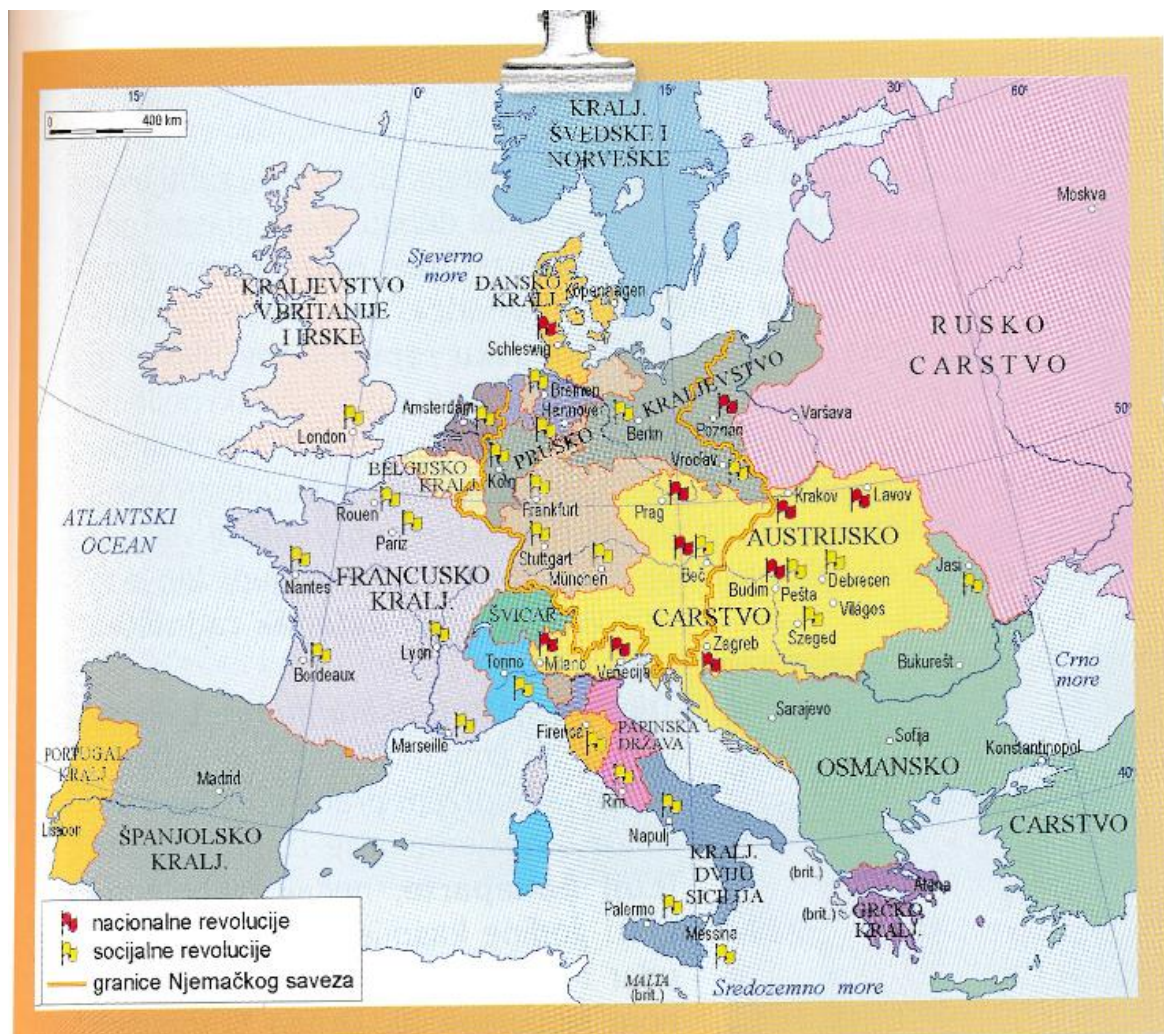 15°
0°
15°
30°
60°
0
400 km
KRALJ.
ŠVEDSKE I
NORVEŠKE
Moskva
Sjeverno
more
DANSKO
KRALJ.
Kopenhagen
KRALJEVSTVO
V.BRITANIJE
I IRSKE
Schleswig
RUSKO
CARSTVO
Bremen
Amsterdam
Hannover
Berlin
PRUSKO
KRALJEVSTVO
Poznan
Varšava
50°
London
BELGIJSKO
KRALJ.
Köln
Vroclav
Rouen
Frankfurt
Prag
Krakov
Lavov
ATLANTSKI
OCEAN
Pariz
Stuttgart
München
Beč
AUSTRIJSKO
CARSTVO
Nantes
FRANCUSKO
KRALJ.
Budim
Pešta
Debrecen
Jasi
Világos
Szeged
ŠVICAR.
Lyon
Torino
Milano
Venecija
Zagreb
Bukurešt
Crno
more
Bordeaux
Sarajevo
Marseille
Firenca
PAPINSKA
DRŽAVA
Sofija
Konstantinopol
PORTUGAL.
KRALJ.
Madrid
Rim
OSMANSKO
CARSTVO
40°
Lisabon
ŠPANJOLSKO
KRALJ.
Napulj
KRALJ.
DVIJU
SICILIJA
(brit.)
Atena
Palermo
(brit.)
GRČKO
KRALJ.
Messina
MALTA
(brit.)
Sredozemno more
nacionalne revolucije
socijalne revolucije
granice Njemačkog saveza